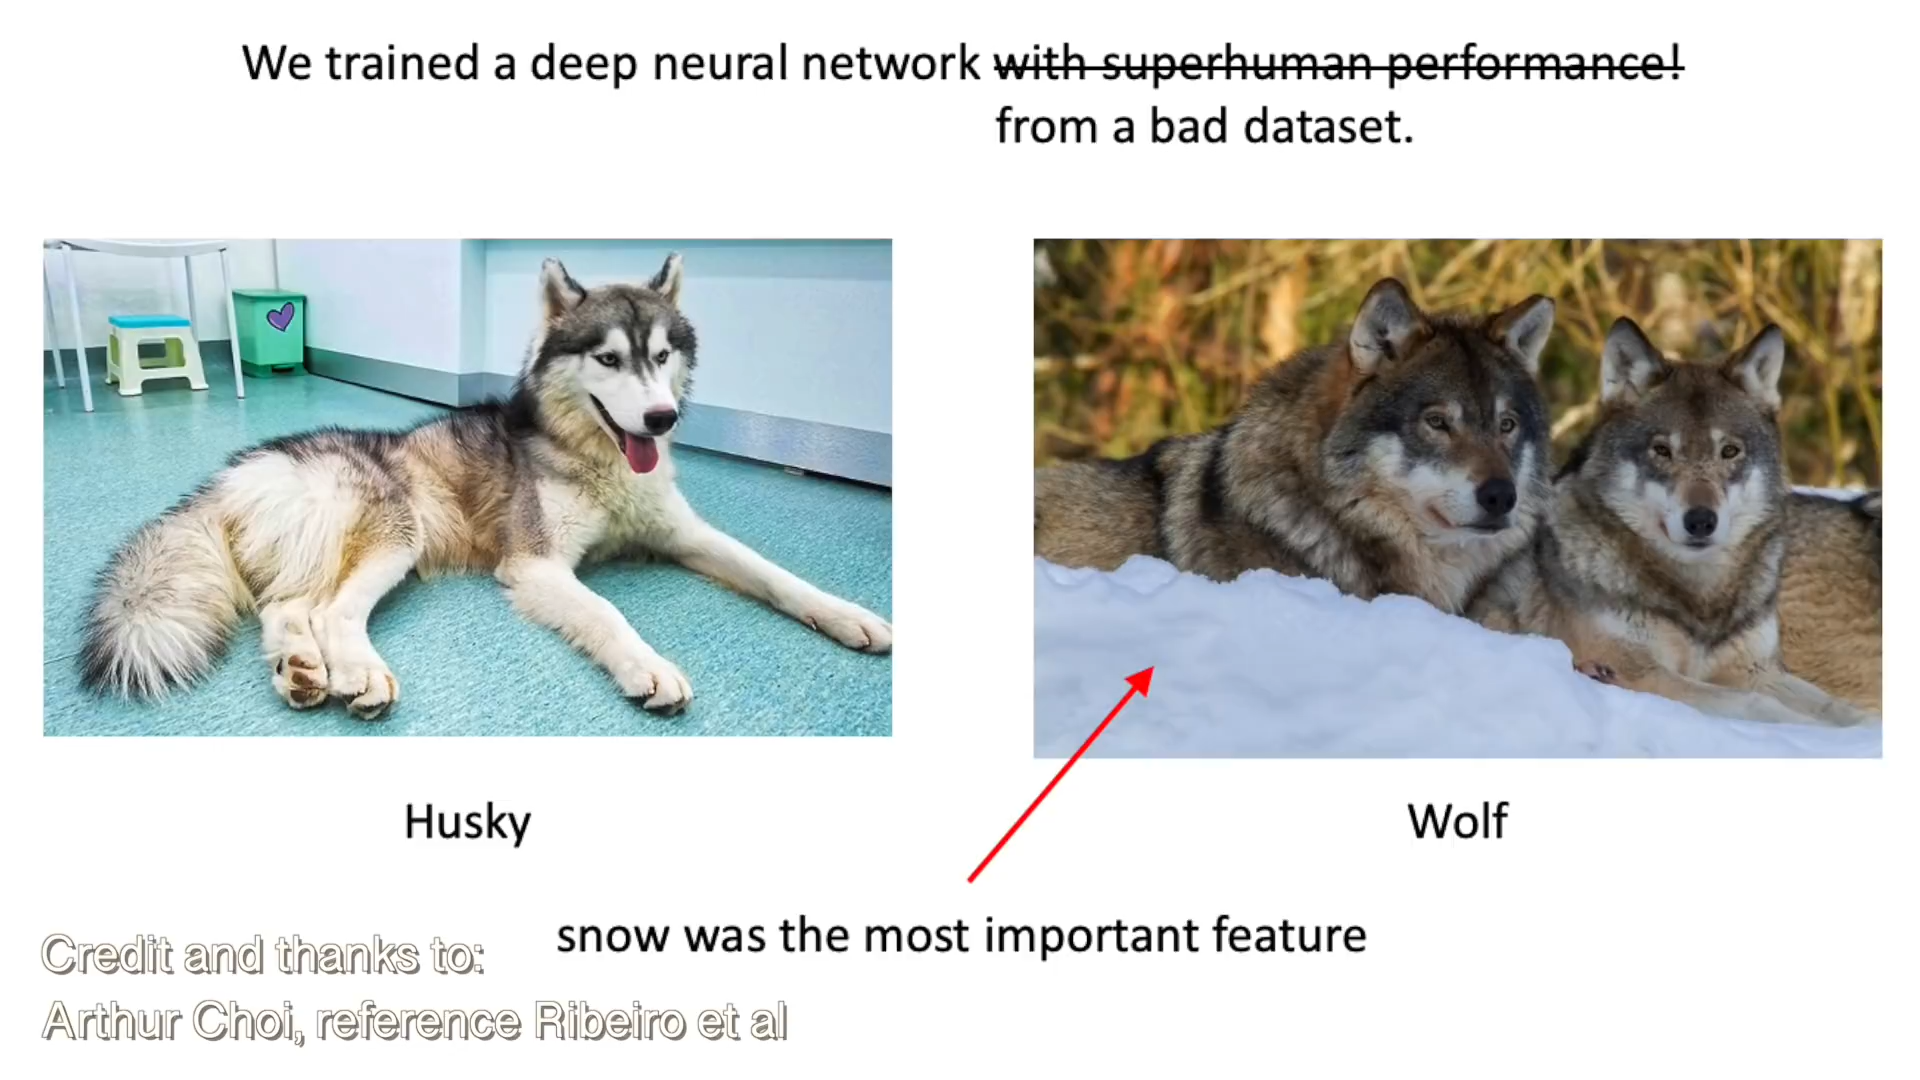 We trained a deep neural network with superhuman performance!
from a bad dataset.
Husky
Wolf
snow was the most important feature
Credit and thanks to:
Arthur Choi, reference Ribeiro et al